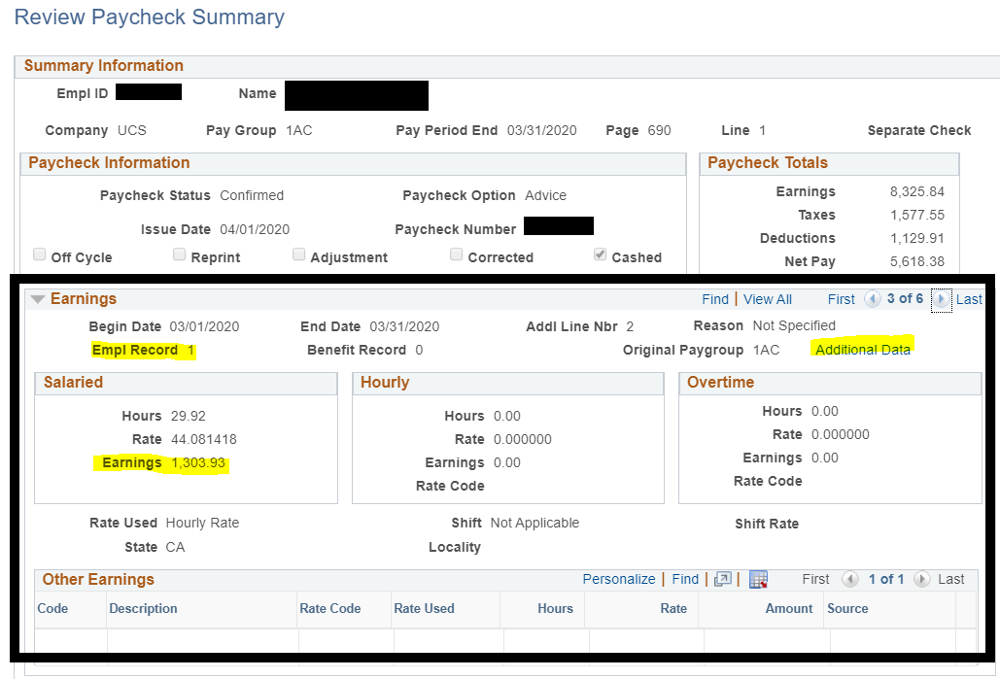 Review Paycheck Summary
Summary Information
Empl ID Name
Company UCS Pay Group 1AC Pay Period End 03/31/2020 Page 690 Line 1 Separate Check
Paycheck Information Paycheck Totals
Paycheck Status Confirmed Paycheck Option Advice Earnings 8,325.84
Taxes 1,577.55
Issue Date 04/01/2020 Paycheck Number Deductions 1,129.91
Off Cycle Reprint Adjustment Corrected Cashed Net Pay 5,618.38
Earnings Find | View All First 3 of 6 Last
Begin Date 03/01/2020 End Date 03/31/2020 Addl Line Nbr 2 Reason Not Specified
Empl Record 1 Benefit Record 0 Original Paygroup 1AC Additional Data
Salaried Hourly Overtime
Hours 29.92 Hours 0.00 Hours 0.00
Rate 44.081418 Rate 0.000000 Rate 0.000000
Earnings 1,303.93 Earnings 0.00 Earnings 0.00
Rate Code Rate Code
Rate Used Hourly Rate Shift Not Applicable Shift Rate
State CA Locality
Other Earnings Personalize | Find | | First 1 of 1 Last
Code Description Rate Code Rate Used Hours Rate Amount Source